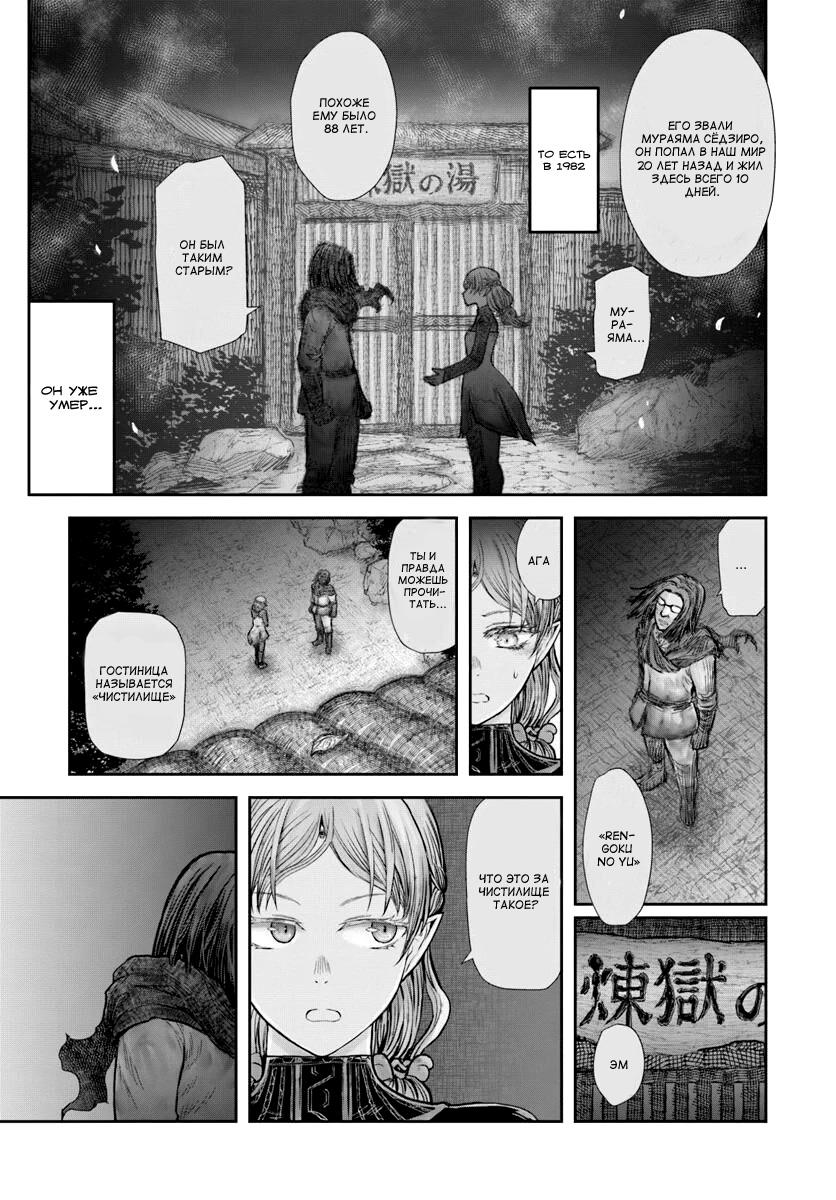 ЕГО ЗВАЛИ
МУРАЯМА СЁДЗИРО,
ОН ПОПАЛ В НАШ МИР
20 ЛЕТ НАЗАД И ЖИЛ
ЗДЕСЬ ВСЕГО 10
ДНЕЙ.
ТО ЕСТЬ
В 1982
МУ-
РА-
ЯМА...
ПОХОЖЕ
ЕМУ БЫЛО
88 ЛЕТ.
煉獄の湯
ОН БЫЛ
ТАКИМ
СТАРЫМ?
ОН УЖЕ
УМЕР...
...
«REN-
GOKU
NO YU»
АГА
ТЫ И
ПРАВДА
МОЖЕШЬ
ПРОЧИ-
ТАТЬ...
ГОСТИНИЦА
НАЗЫВАЕТСЯ
«ЧИСТИЛИЩЕ»
煉獄の
ЭМ
ЧТО ЭТО ЗА
ЧИСТИЛИЩЕ
ТАКОЕ?